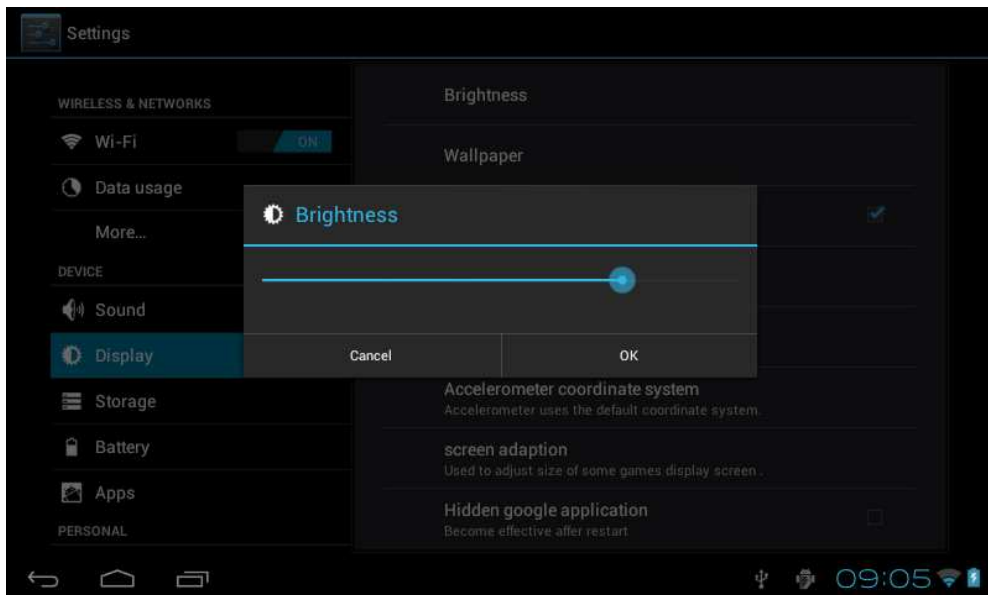 Settings
WIRELESS & NETWORKS
Wi-Fi
ON
Data usage
More...
DEVICE
Sound
Display
Storage
Battery
Apps
PERSONAL
Brightness
Wallpaper
Brightness
Cancel
OK
Accelerometer coordinate system
Accelerometer uses the default coordinate system.
screen adaption
Used to adjust size of some games display screen .
Hidden google application
Become effective affer restart
09:05